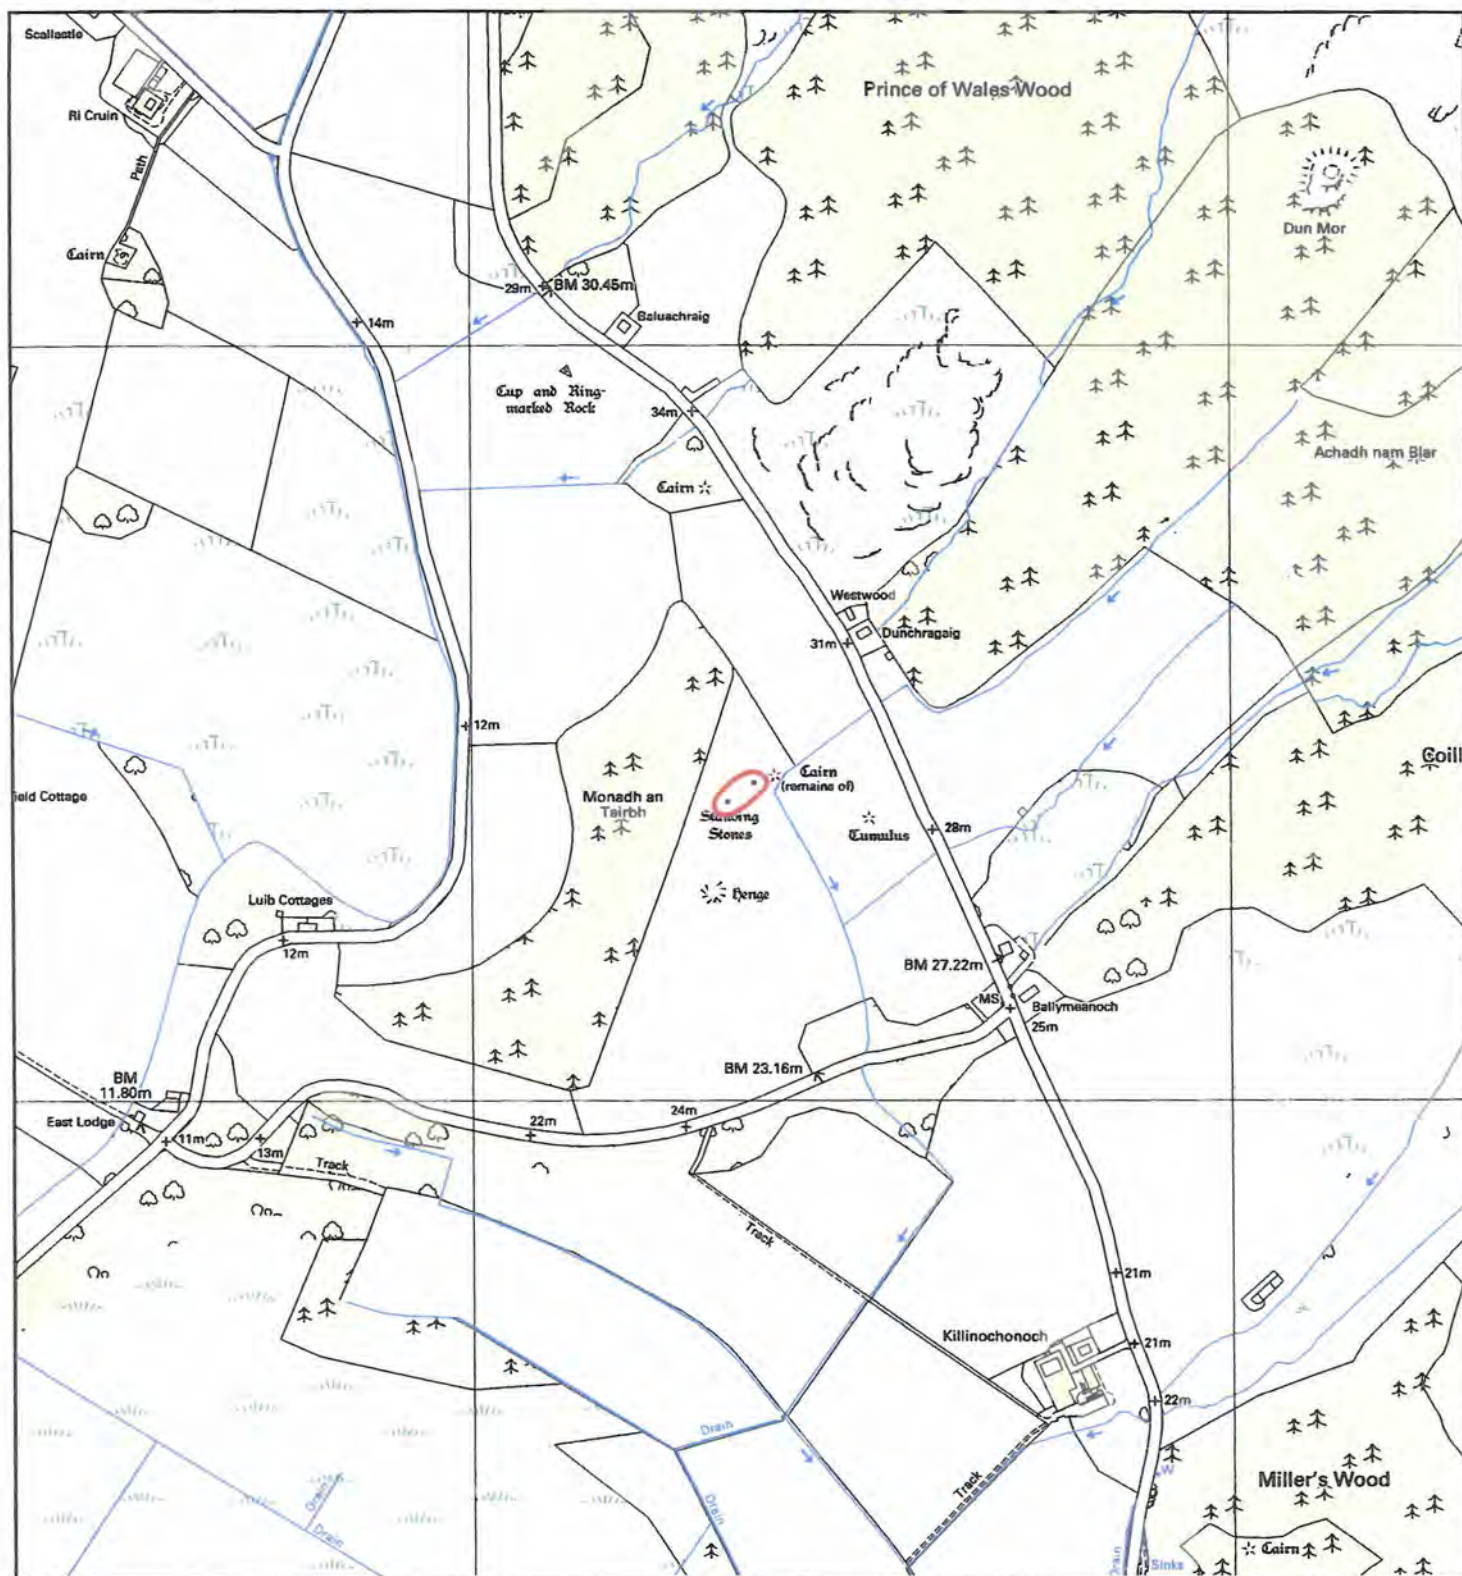 Scallastle
Prince of Wales Wood
Ri Cruin
Path
Dun Mor
Cairn
29m
BM 30.45m
14m
Baluachraig
Cup and Ring-
marked Rock
34m
Achadh nam Blar
Cairn
Westwood
Dunchragaig
31m
12m
Coill
ield Cottage
Monadh an
Tairbh
Cairn
(remains of)
Standing
Stones
Tumulus
28m
Henge
Luib Cottages
12m
BM 27.22m
MS
Ballymeanoch
25m
BM 23.16m
BM
11.80m
East Lodge
11m
13m
22m
24m
Track
Track
21m
Killinochonoch
21m
22m
Drain
Track
W
Miller's Wood
Drain
Drain
Drain
Drain
Cairn
Sinks